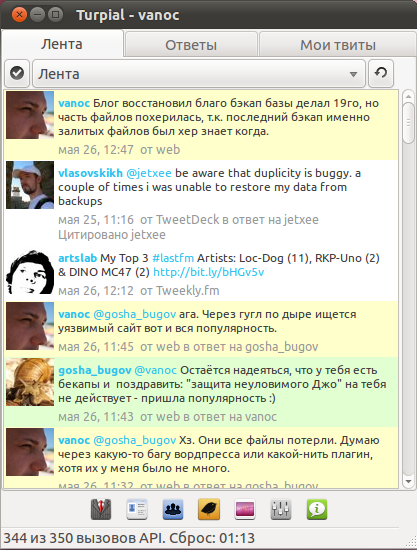 Turpial - vanoc
Лента
Ответы
Мои твиты
Лента
vanoc Блог восстановил благо бэкап базы делал 19го, но
часть файлов похерилась, т.к. последний бэкап именно
залитых файлов был хер знает когда.
мая 26, 12:47 от web
vlasovskikh @jetxee be aware that duplicity is buggy. a
couple of times i was unable to restore my data from
backups
мая 25, 11:16 от TweetDeck в ответ на jetxee
Цитировано jetxee
artslab My Top 3 #lastfm Artists: Loc-Dog (11), RKP-Uno (2)
& DINO MC47 (2) http://bit.ly/bHGv5v
мая 26, 12:12 от Tweekly.fm
vanoc @gosha_bugov ага. Через гугл по дыре ищется
уязвимый сайт вот и вся популярность.
мая 26, 11:45 от web в ответ на gosha_bugov
gosha_bugov @vanoc Остаётся надеяться, что у тебя есть
бекапы и поздравить: "защита неуловимого Джо" на тебя
не действует - пришла популярность :)
мая 26, 11:43 от web в ответ на vanoc
vanoc @gosha_bugov Хз. Они все файлы потерли. Думаю
через какую-то багу вордпресса или какой-нить плагин,
хотя их у меня было не много.
мая 26, 11:32 от web в ответ на gosha_bugov
344 из 350 вызовов API. Сброс: 01:13